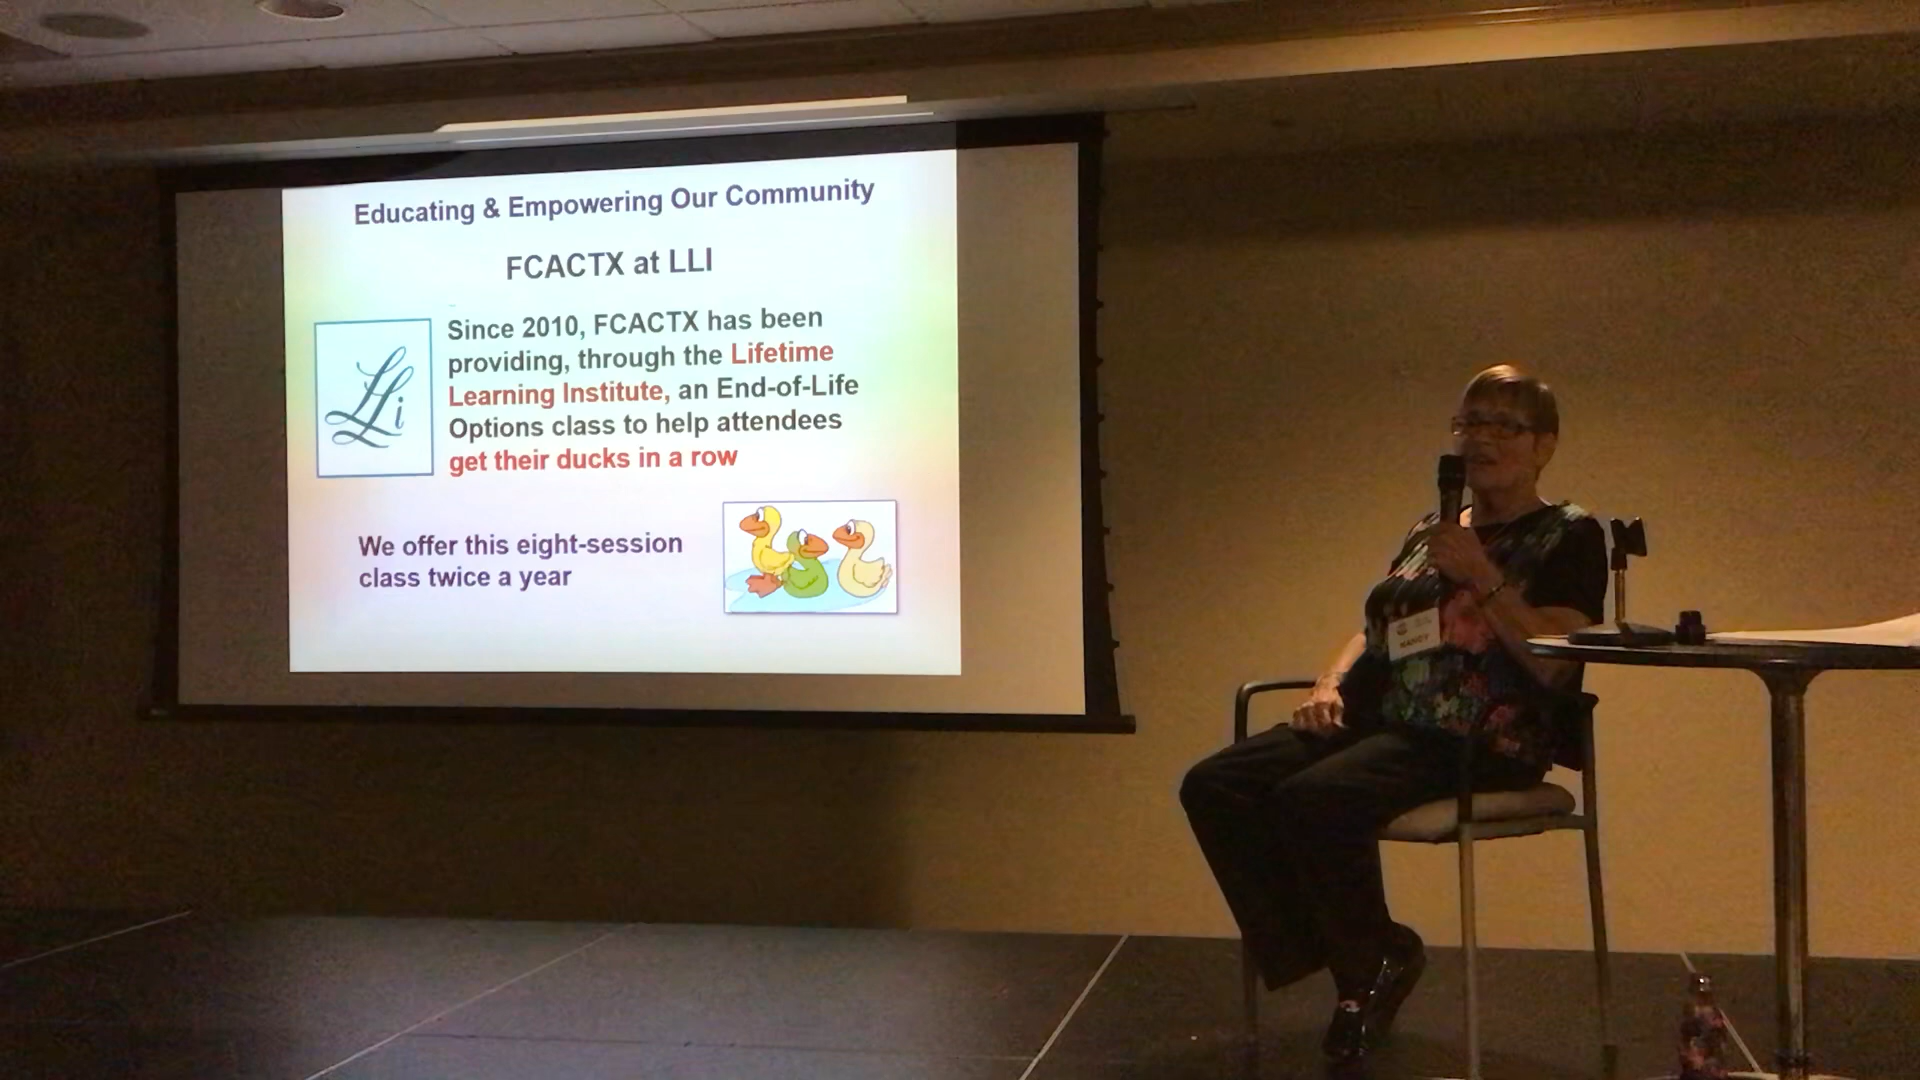 Educating & Empowering Our Community
FCACTX at LLI
LLi
Since 2010, FCACTX has been
providing, through the Lifetime
Learning Institute, an End-of-Life
Options class to help attendees
get their ducks in a row
We offer this eight-session
class twice a year
NANCY